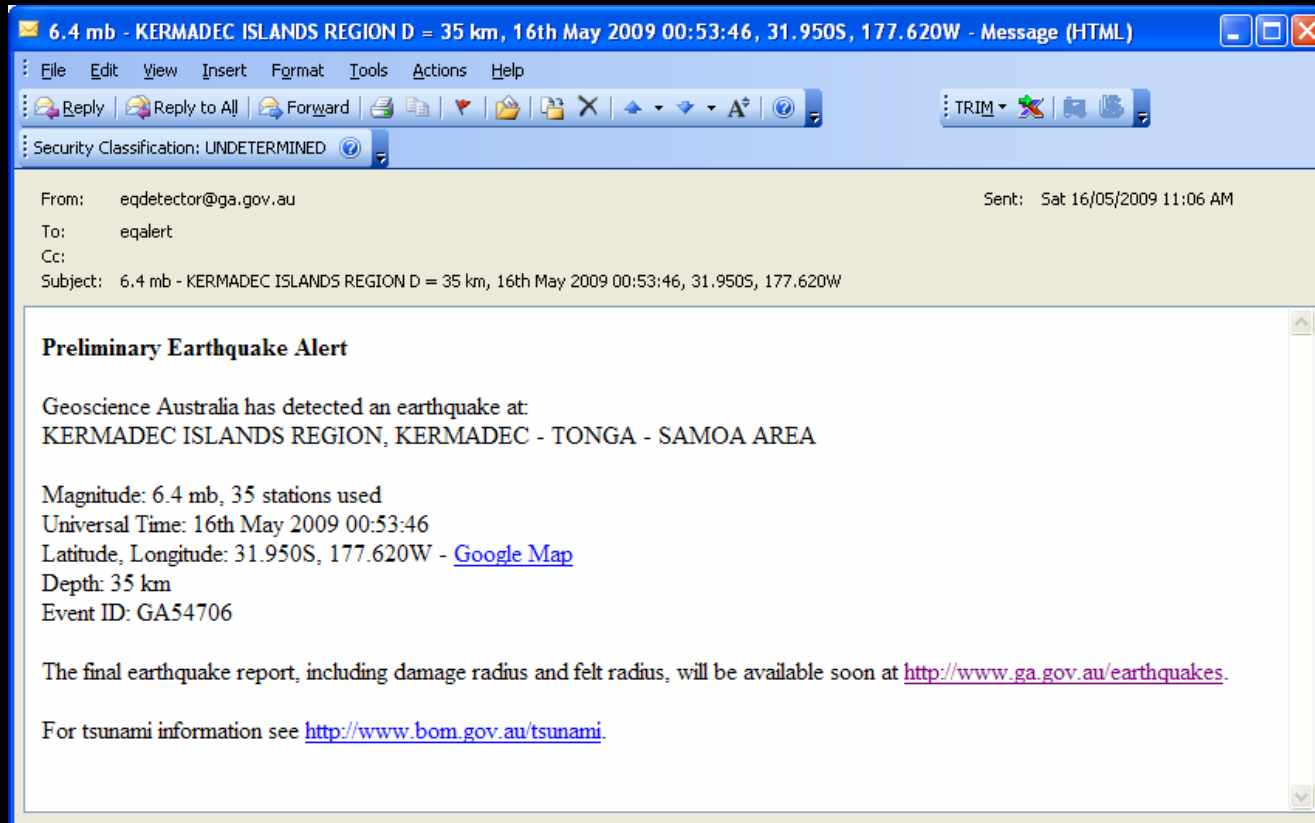 6.4 mb - KERMADEC ISLANDS REGION D = 35 km, 16th May 2009 00:53:46, 31.950S, 177.620W - Message (HTML)
File Edit View Insert Format Tools Actions Help
Reply Reply to All Forward TRIM
Security Classification: UNDETERMINED
From: eqdetector@ga.gov.au Sent: Sat 16/05/2009 11:06 AM
To: eqalert
Cc:
Subject: 6.4 mb - KERMADEC ISLANDS REGION D = 35 km, 16th May 2009 00:53:46, 31.950S, 177.620W
Preliminary Earthquake Alert
Geoscience Australia has detected an earthquake at:
KERMADEC ISLANDS REGION, KERMADEC - TONGA - SAMOA AREA
Magnitude: 6.4 mb, 35 stations used
Universal Time: 16th May 2009 00:53:46
Latitude, Longitude: 31.950S, 177.620W - Google Map
Depth: 35 km
Event ID: GA54706
The final earthquake report, including damage radius and felt radius, will be available soon at http://www.ga.gov.au/earthquakes.
For tsunami information see http://www.bom.gov.au/tsunami.